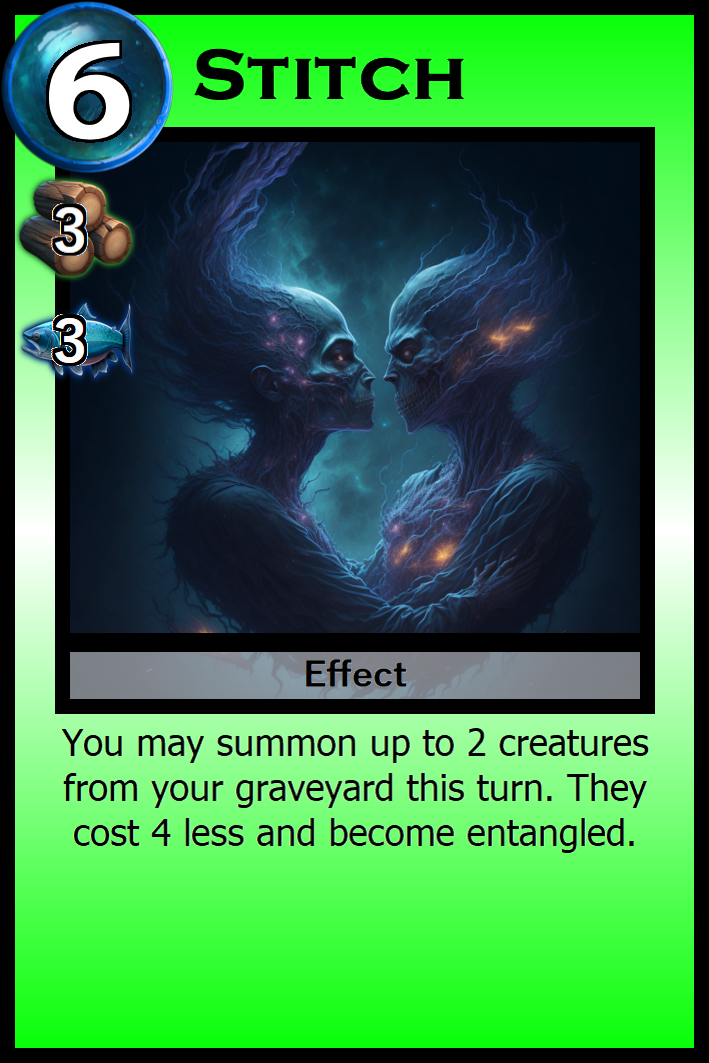 6
Stitch
3
3
Effect
You may summon up to 2 creatures
from your graveyard this turn. They
cost 4 less and become entangled.